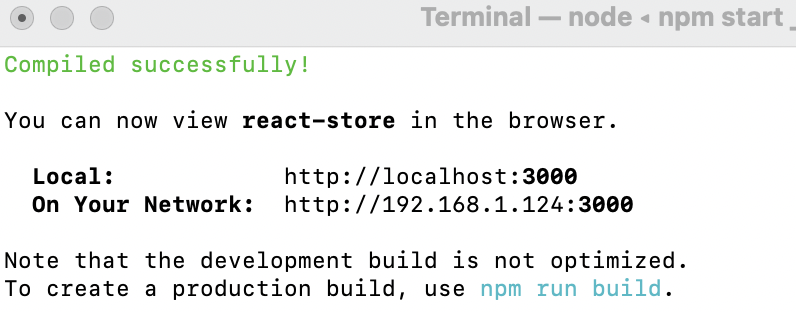 Terminal — node ◂ npm start _
Compiled successfully!
You can now view react-store in the browser.
Local: http://localhost:3000
On Your Network: http://192.168.1.124:3000
Note that the development build is not optimized.
To create a production build, use npm run build.